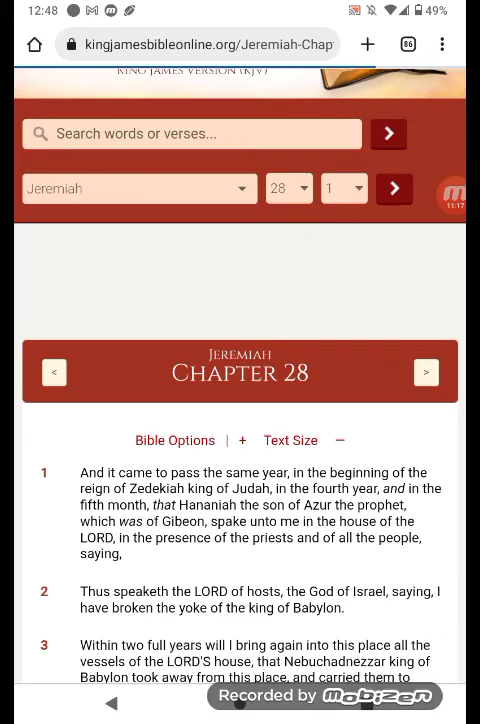 12:48
49%
kingjamesbibleonline.org/Jeremiah-Chap
86
KING JAMES VERSION (KJV)
Search words or verses...
Jeremiah
28
1
11:17
JEREMIAH
CHAPTER 28
<
>
Bible Options | + Text Size —
1 And it came to pass the same year, in the beginning of the
reign of Zedekiah king of Judah, in the fourth year, and in the
fifth month, that Hananiah the son of Azur the prophet,
which was of Gibeon, spake unto me in the house of the
LORD, in the presence of the priests and of all the people,
saying,
2 Thus speaketh the LORD of hosts, the God of Israel, saying, I
have broken the yoke of the king of Babylon.
3 Within two full years will I bring again into this place all the
vessels of the LORD'S house, that Nebuchadnezzar king of
Babylon took away from this place, and carried them to
Recorded by mobizen